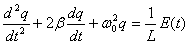 d²q/dt² + 2β dq/dt + ω₀²q = 1/L E(t)